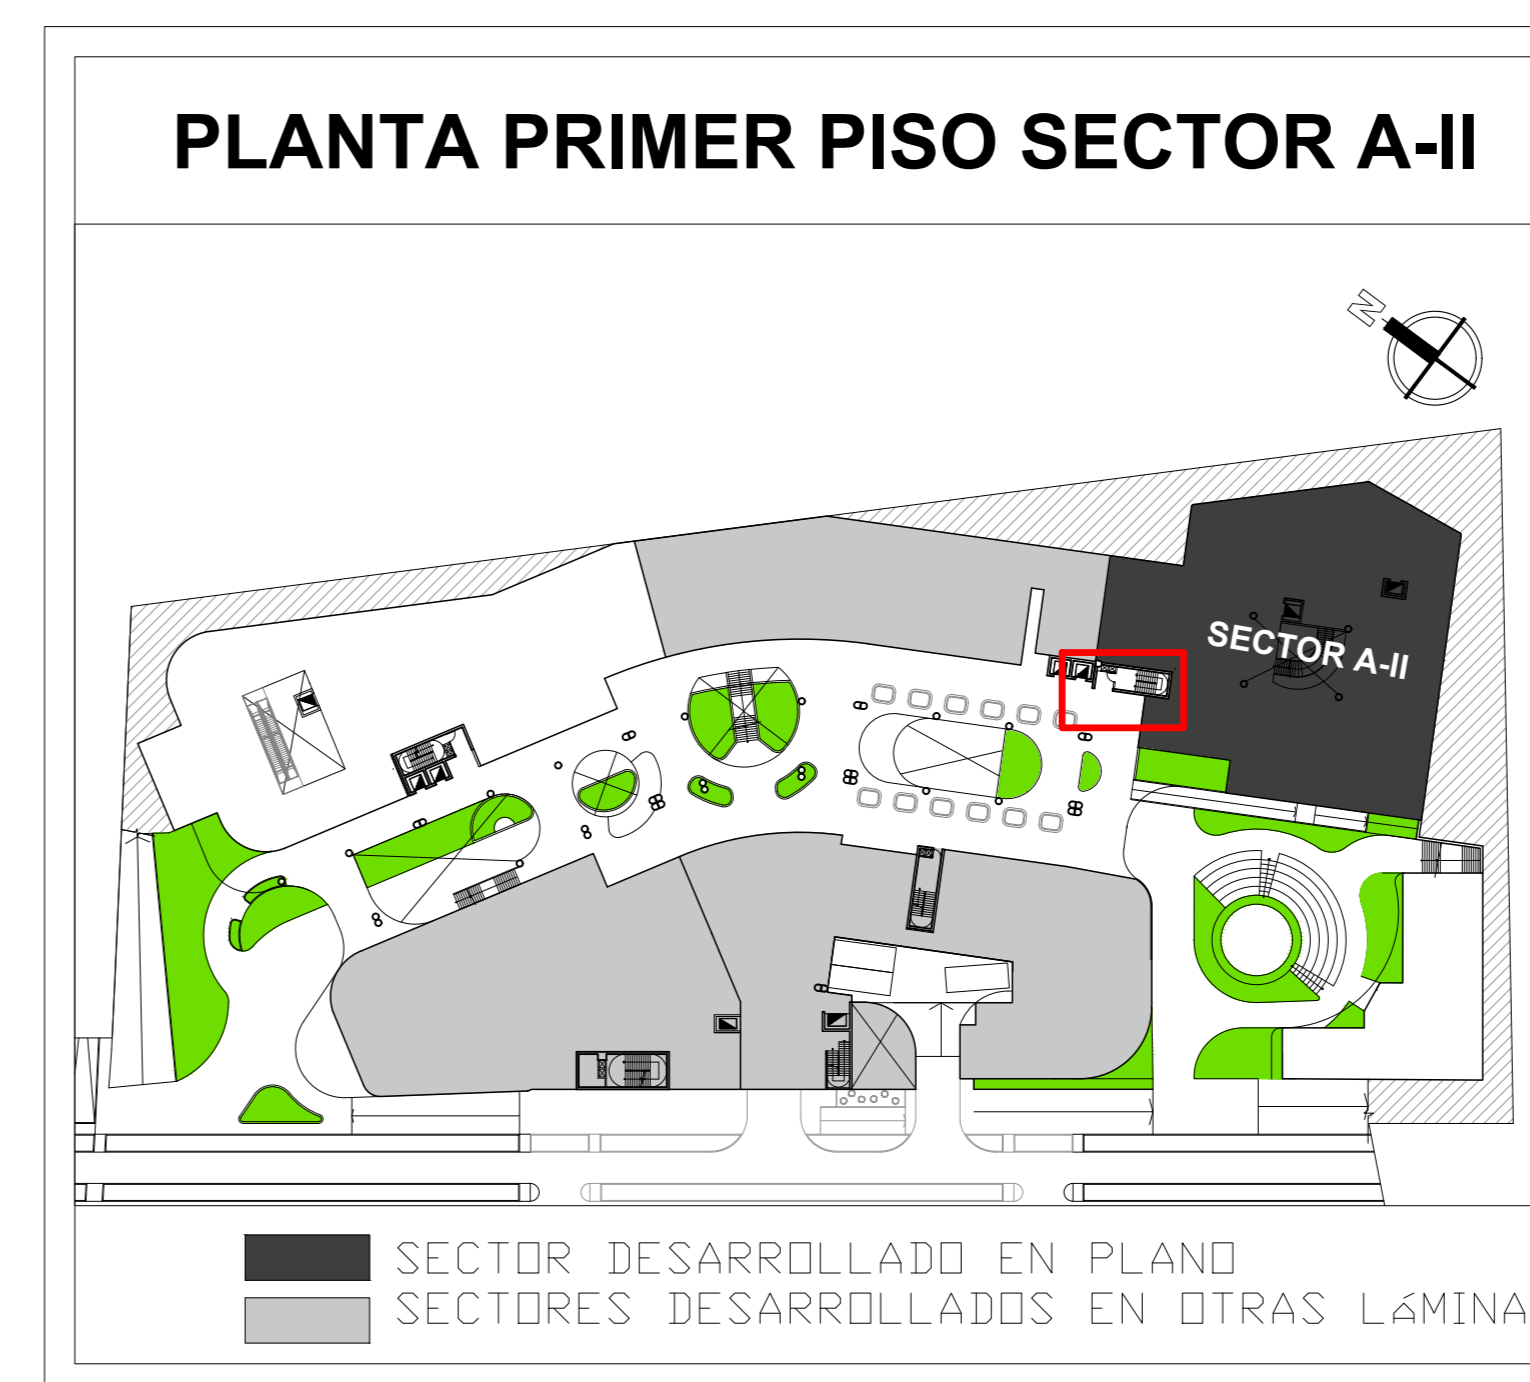 PLANTA PRIMER PISO SECTOR A-II
N
SECTOR A-II
SECTOR DESARROLLADO EN PLANO
SECTORES DESARROLLADOS EN OTRAS LáMINA